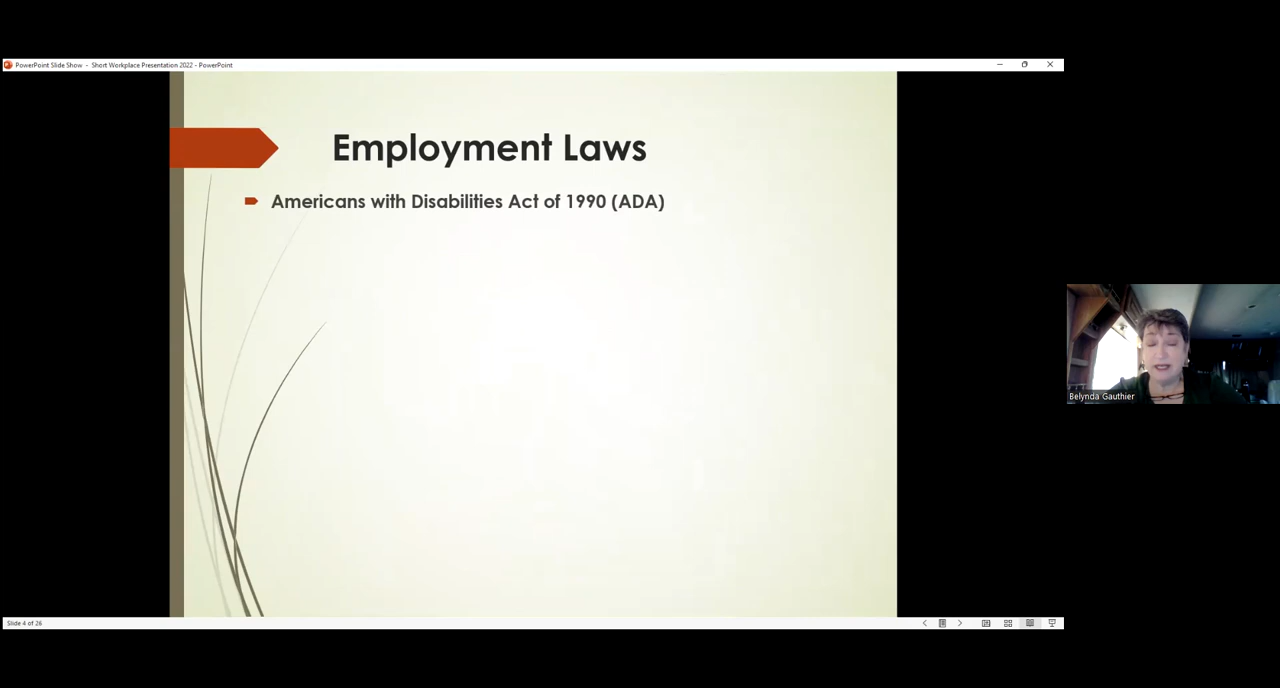 PowerPoint Slide Show - Short Workplace Presentation 2022 - PowerPoint
Employment Laws
Americans with Disabilities Act of 1990 (ADA)
Belynda Gauthier
Slide 4 of 26